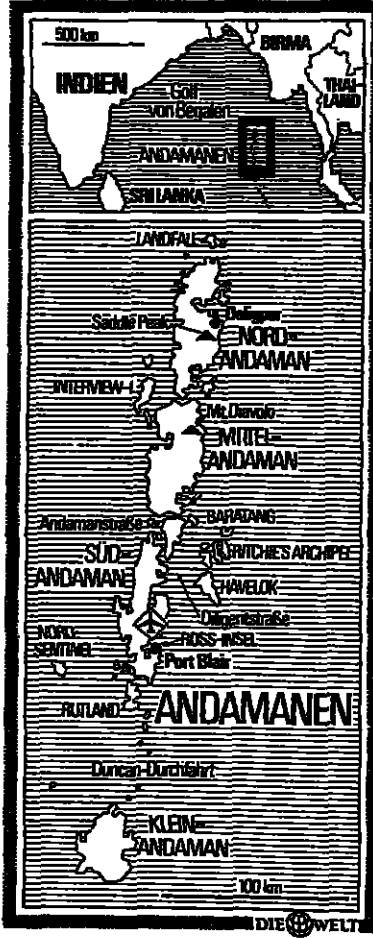 500 km
BIRMA
INDIEN
THAI-
LAND
Golf
von Begalen
ANDAMANEN
SRI LANKA
LANDFALL
Saddle Peak
NORD-
ANDAMAN
INTERVIEW-I.
Mt. Diavolo
MITTEL-
ANDAMAN
Andamanstraße
BARATANG
RITCHIE'S ARCHIPEL
SÜD-
ANDAMAN
HAVELOK
Diligentstraße
NORD-
SENTINEL
ROSS-INSEL
Port Blair
RUTLAND
ANDAMANEN
Duncan-Durchfahrt
KLEIN-
ANDAMAN
100 km
DIE WELT